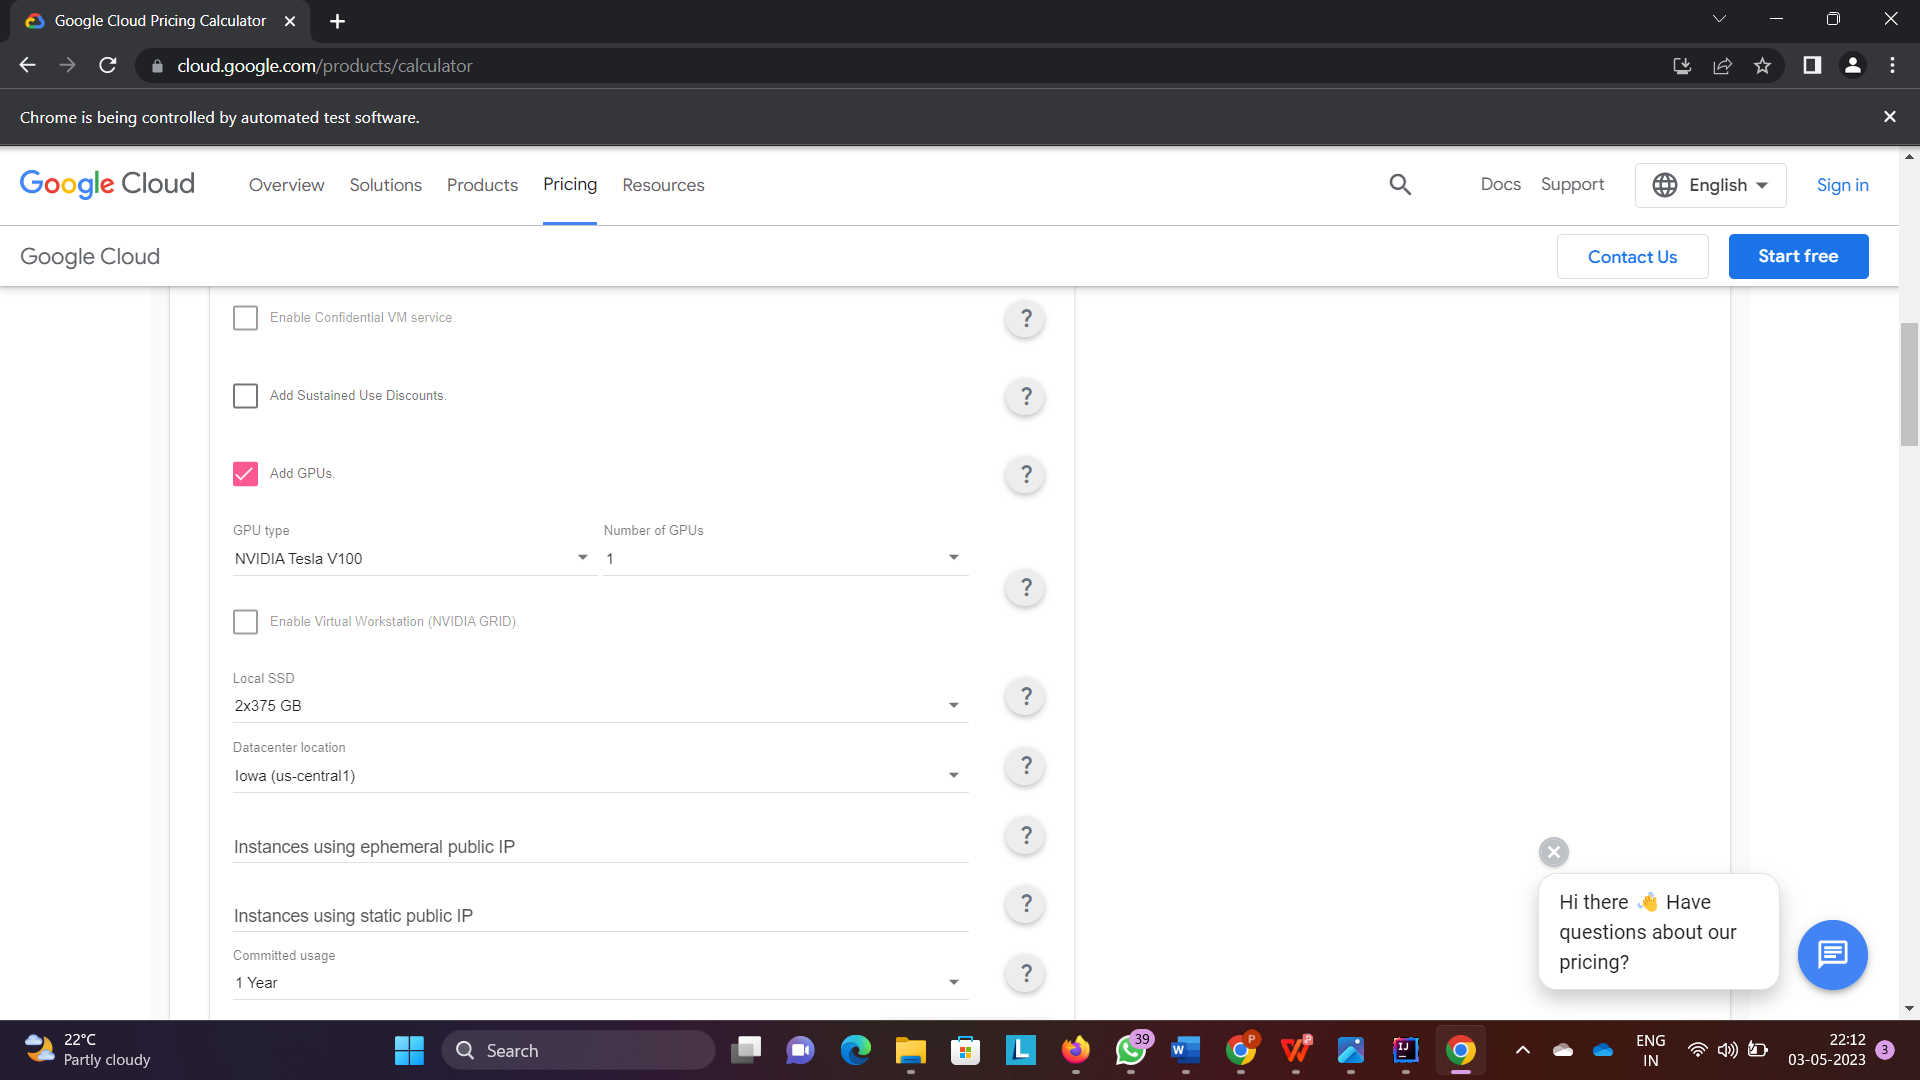 Google Cloud Pricing Calculator
cloud.google.com/products/calculator
Chrome is being controlled by automated test software.
Google Cloud Overview Solutions Products Pricing Resources Docs Support English Sign in
Google Cloud Contact Us Start free
Enable Confidential VM service. ?
Add Sustained Use Discounts. ?
Add GPUs. ?
GPU type Number of GPUs
NVIDIA Tesla V100 1
?
Enable Virtual Workstation (NVIDIA GRID).
Local SSD
2x375 GB ?
Datacenter location
Iowa (us-central1) ?
Instances using ephemeral public IP ?
Instances using static public IP ?
Committed usage
1 Year ?
Hi there 👋 Have
questions about our
pricing?
22°C
Partly cloudy
Search
L
39
W
P
2
IJ
ENG
IN
22:12
03-05-2023
3